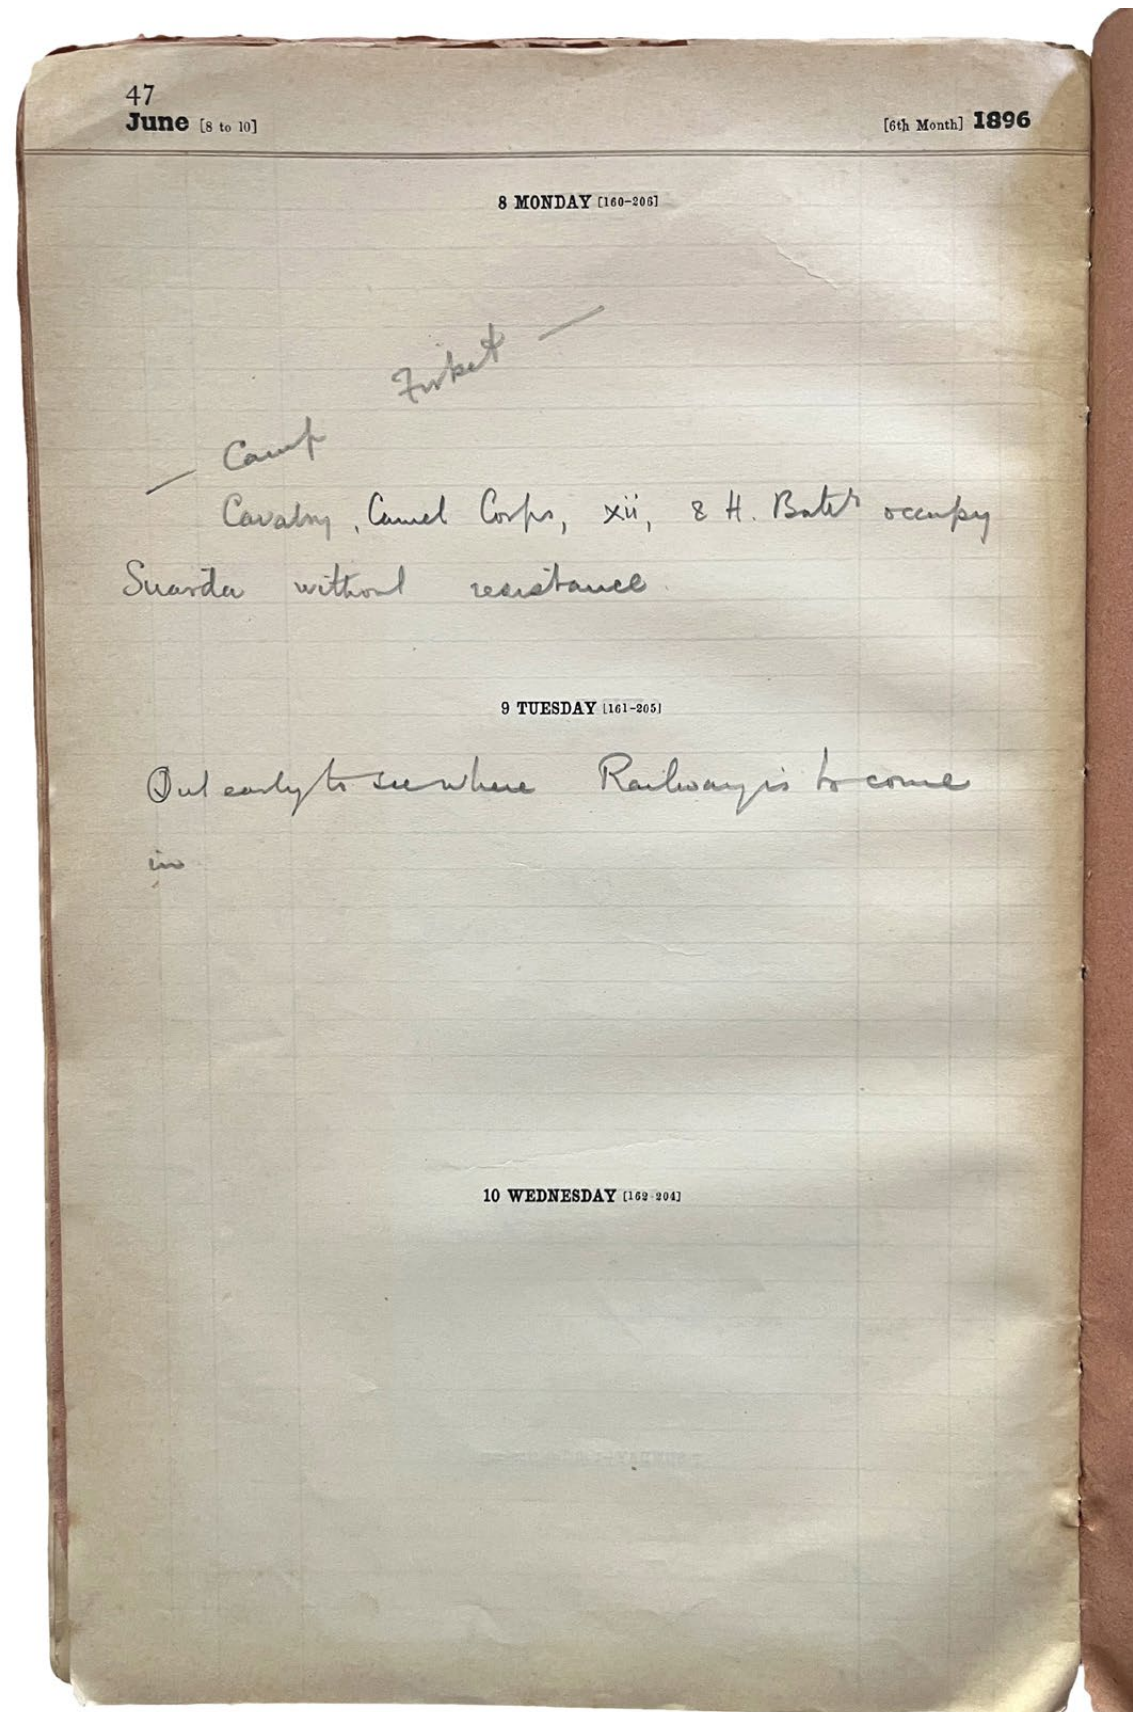 47
June [8 to 10] [6th Month] 1896
8 MONDAY [160-206]
— Camp Firket —
Cavalry, Camel Corps, xii, & H. Batʸ occupy
Suarda without resistance.
9 TUESDAY [161-205]
Out early to see where Railway is to come
in
10 WEDNESDAY [162-204]